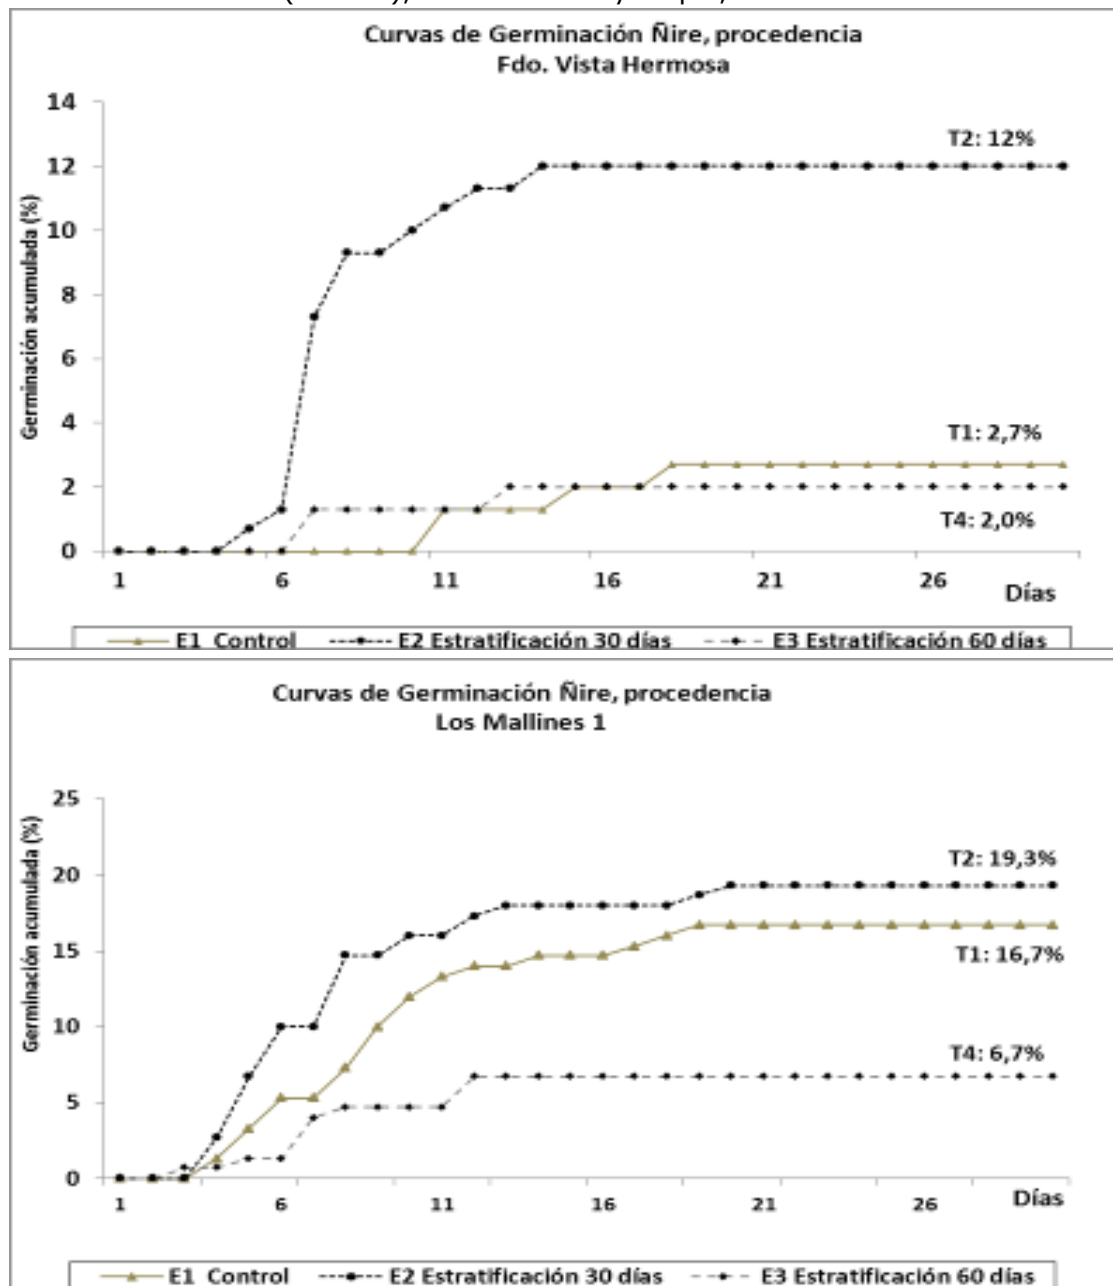 Curvas de Germinación Ñire, procedencia
Fdo. Vista Hermosa
Germinación acumulada (%)
14
12
10
8
6
4
2
0
T2: 12%
T1: 2,7%
T4: 2,0%
1 6 11 16 21 26 Días
E1 Control E2 Estratificación 30 días E3 Estratificación 60 días
Curvas de Germinación Ñire, procedencia
Los Mallines 1
Germinación acumulada (%)
25
20
15
10
5
0
T2: 19,3%
T1: 16,7%
T4: 6,7%
1 6 11 16 21 26 Días
E1 Control E2 Estratificación 30 días E3 Estratificación 60 días